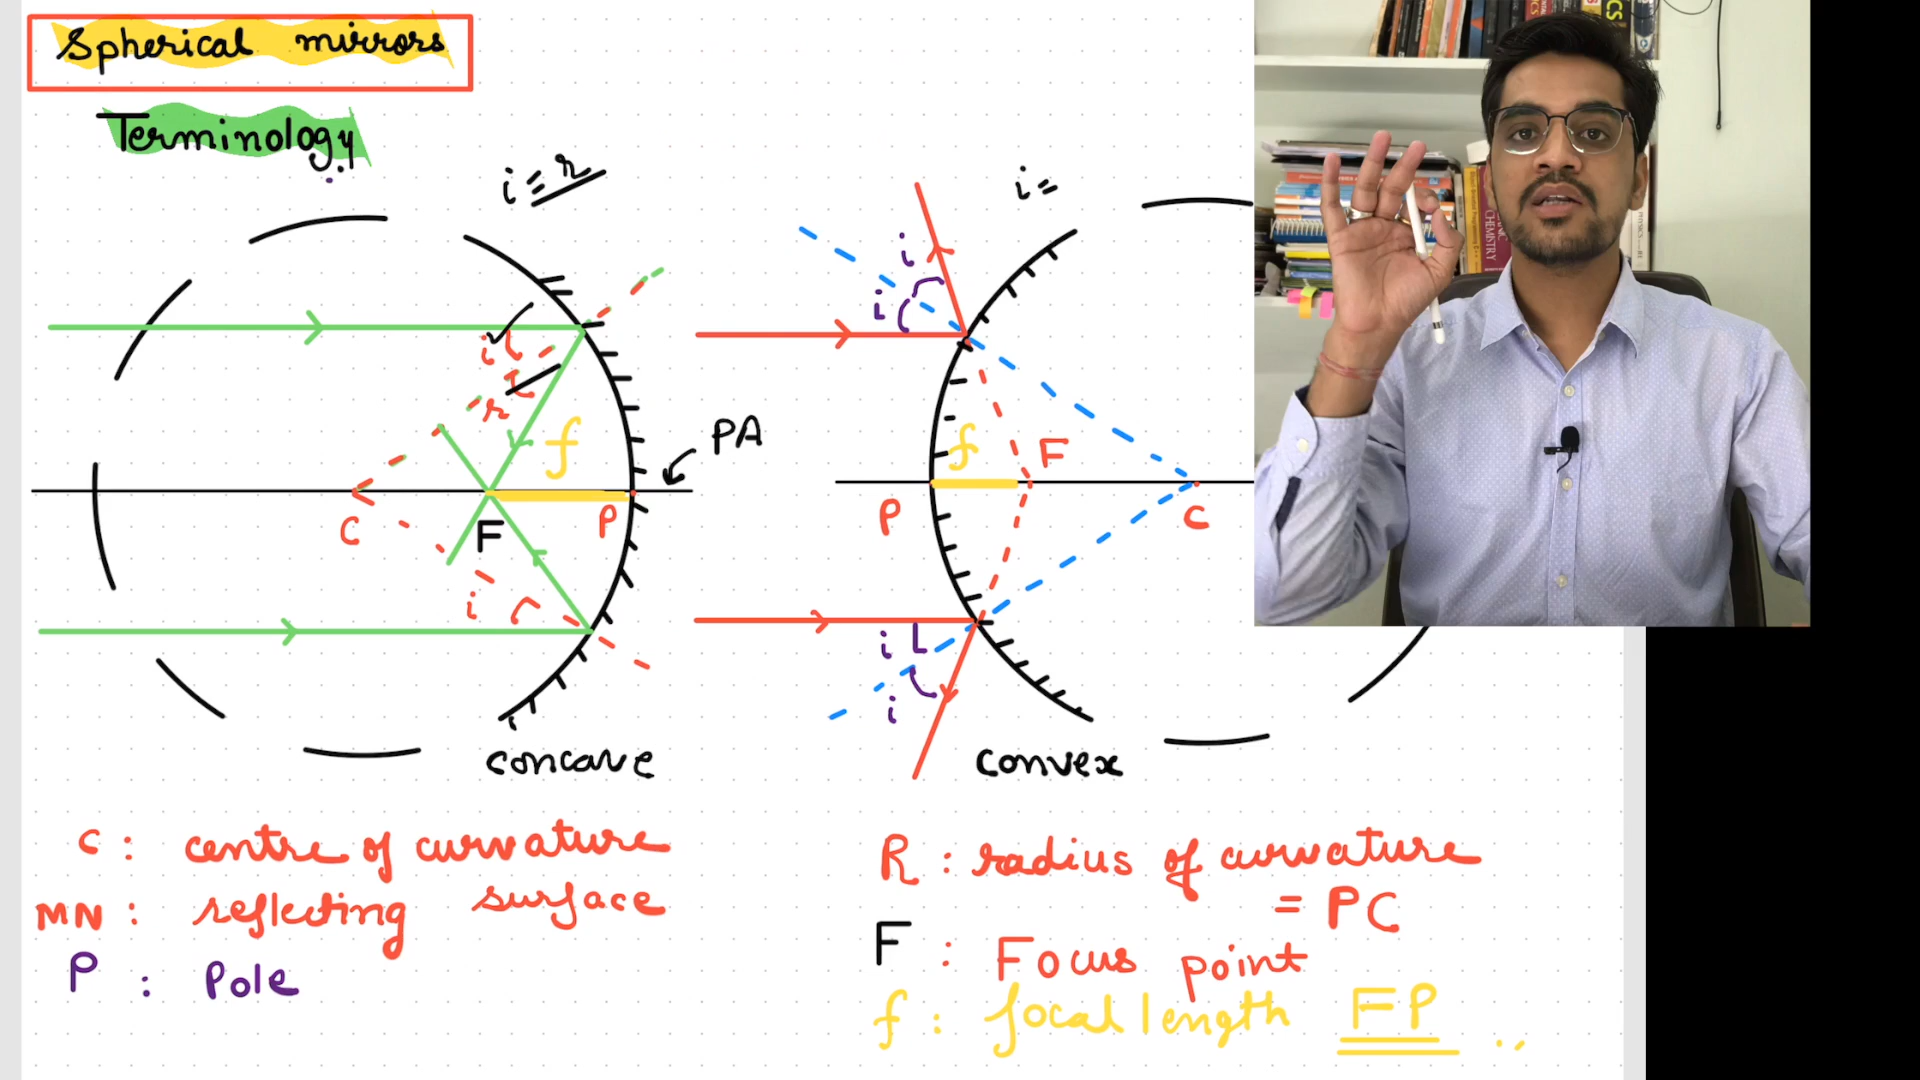 Spherical mirrors
Terminology
i = r
i =
i
i
i
r
f
PA
f
F
C
F
P
P
C
i
i
i
concave
convex
C : centre of curvature
MN : reflecting surface
P : Pole
R : radius of curvature
= PC
F : Focus point
f : focal length FP
CHEMISTRY